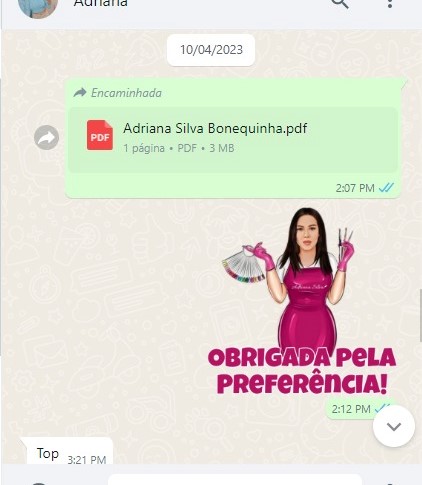 Adriana
10/04/2023
Encaminhada
PDF
Adriana Silva Bonequinha.pdf
1 página • PDF • 3 MB
2:07 PM
Adriana Silva
OBRIGADA PELA
PREFERÊNCIA!
2:12 PM
Top
3:21 PM